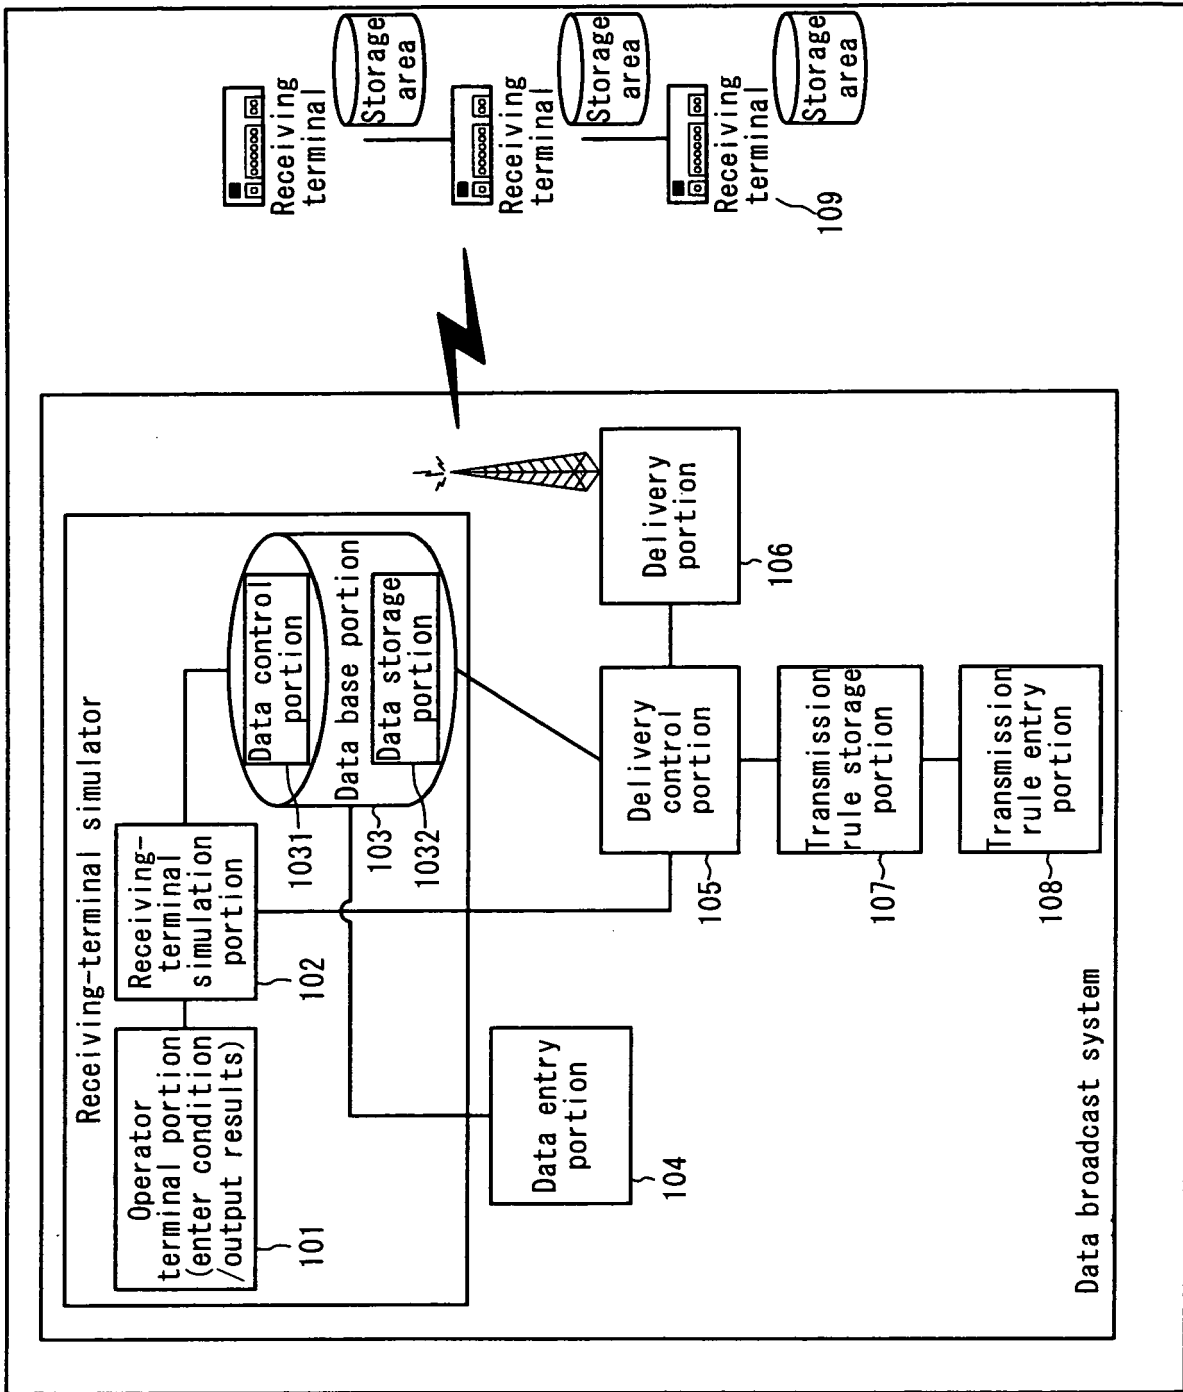 Receiving-terminal simulator
Operator
terminal portion
(enter condition
/output results)
101
Receiving-
terminal
simulation
portion
102
Data control
portion
1031
Data base portion
103
Data storage
portion
1032
Data entry
portion
104
Delivery
control
portion
105
Delivery
portion
106
Transmission
rule storage
portion
107
Transmission
rule entry
portion
108
Data broadcast system
Receiving
terminal
Storage
area
Receiving
terminal
Storage
area
Receiving
terminal
109
Storage
area